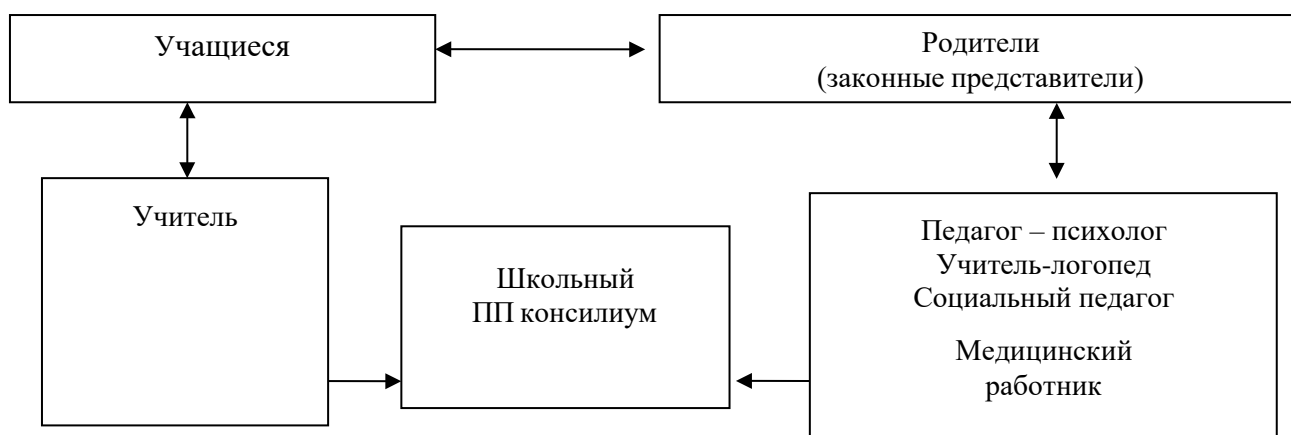 Учащиеся
Родители
(законные представители)
Учитель
Школьный
ПП консилиум
Педагог – психолог
Учитель-логопед
Социальный педагог
Медицинский
работник